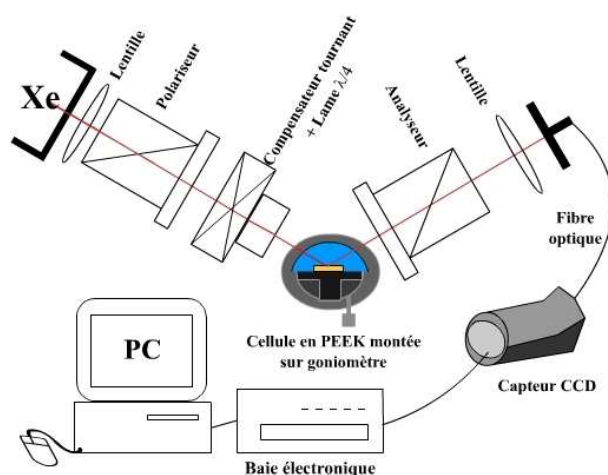 Xe
Lentille
Polariseur
Compensateur tournant
+ Lame λ/4
Analyseur
Lentille
Fibre
optique
Cellule en PEEK montée
sur goniomètre
PC
Capteur CCD
Baie électronique